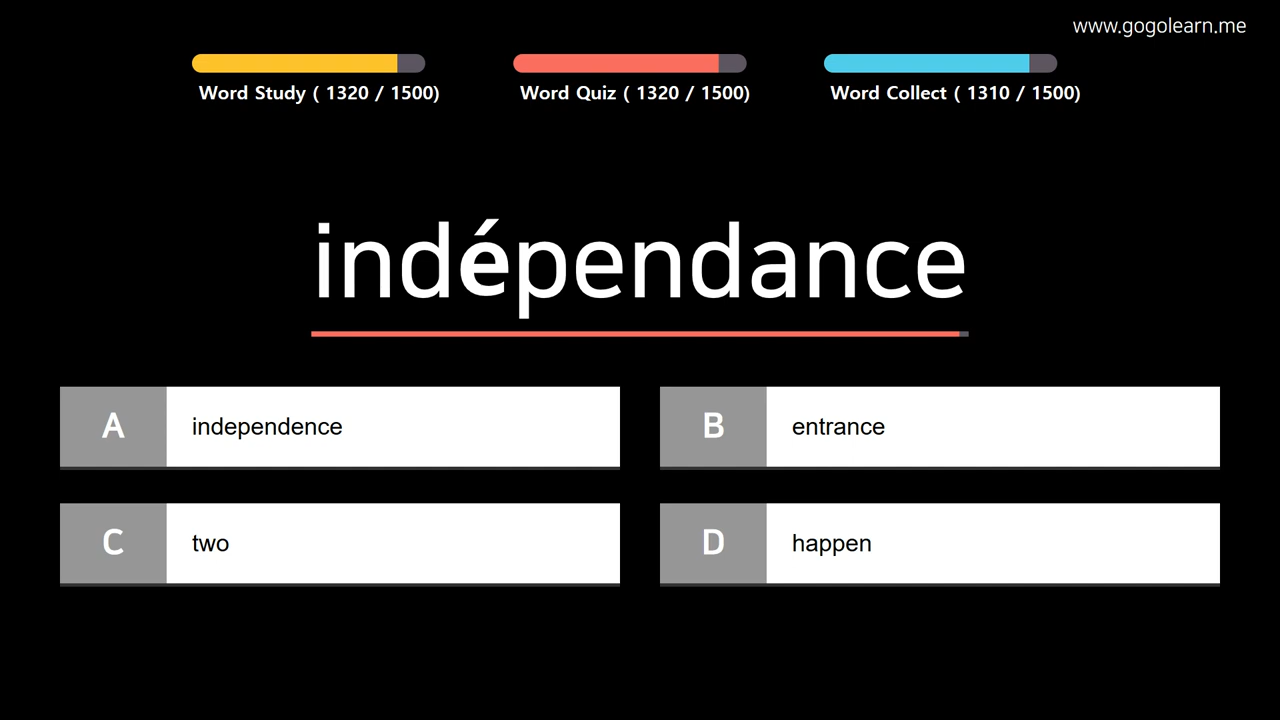 www.gogolearn.me
Word Study ( 1320 / 1500)
Word Quiz ( 1320 / 1500)
Word Collect ( 1310 / 1500)
indépendance
A independence
B entrance
C two
D happen